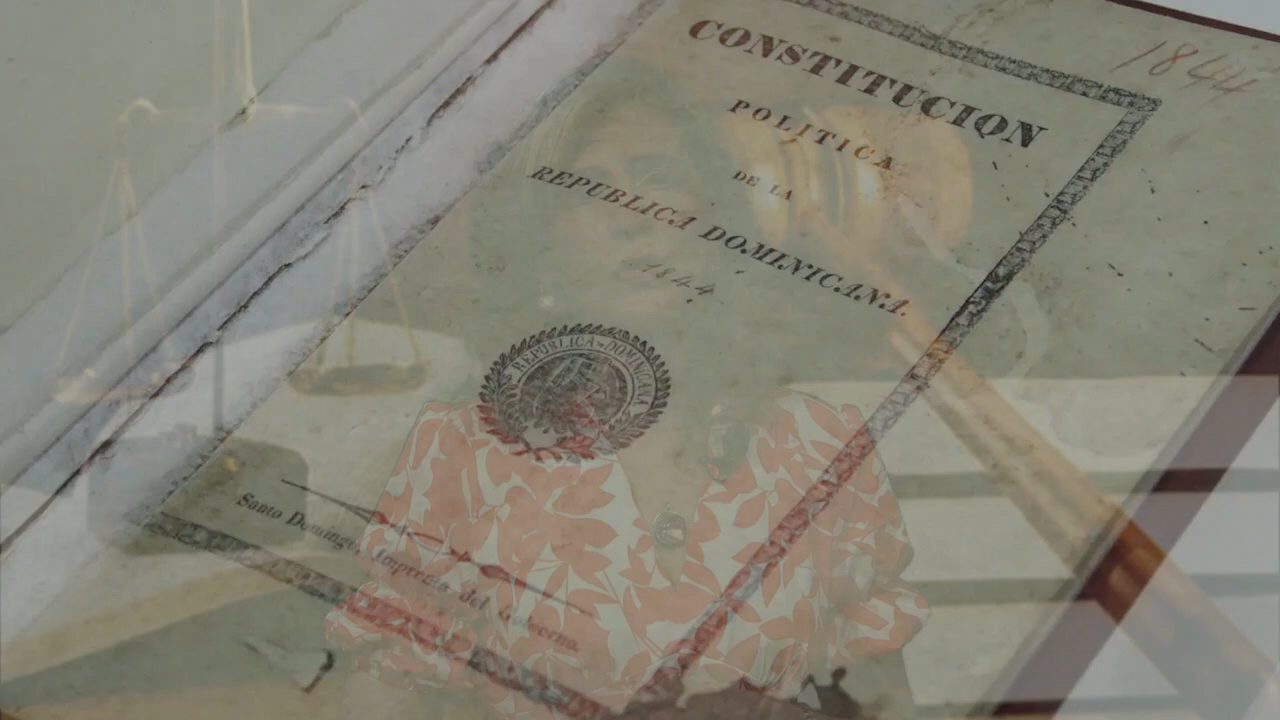 1844
CONSTITUCION
POLITICA
DE LA
REPUBLICA DOMINICANA.
1844
REPUBLICA DOMINICANA
Santo Domingo, Imprenta del Gobierno.